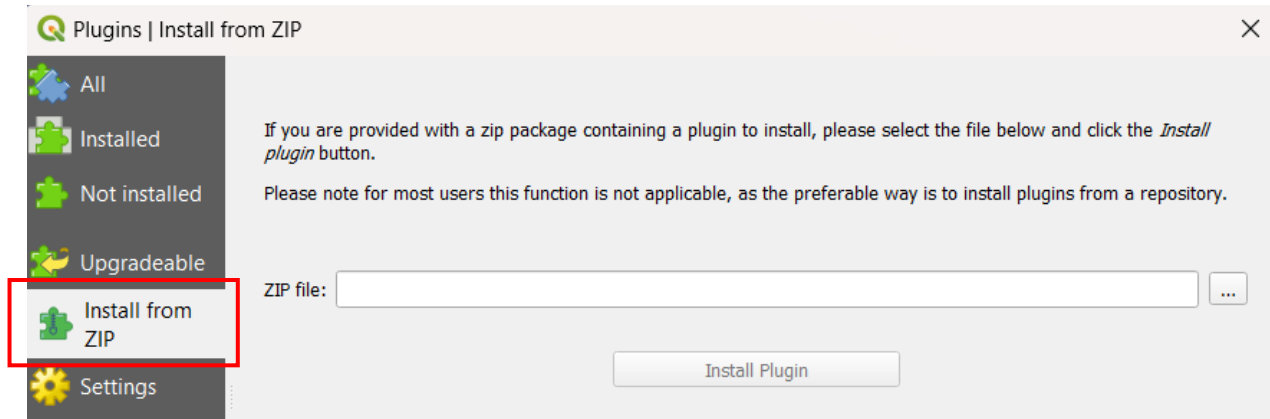 Plugins | Install from ZIP
All
Installed
Not installed
Upgradeable
Install from
ZIP
Settings
If you are provided with a zip package containing a plugin to install, please select the file below and click the Install
plugin button.
Please note for most users this function is not applicable, as the preferable way is to install plugins from a repository.
ZIP file:
...
Install Plugin